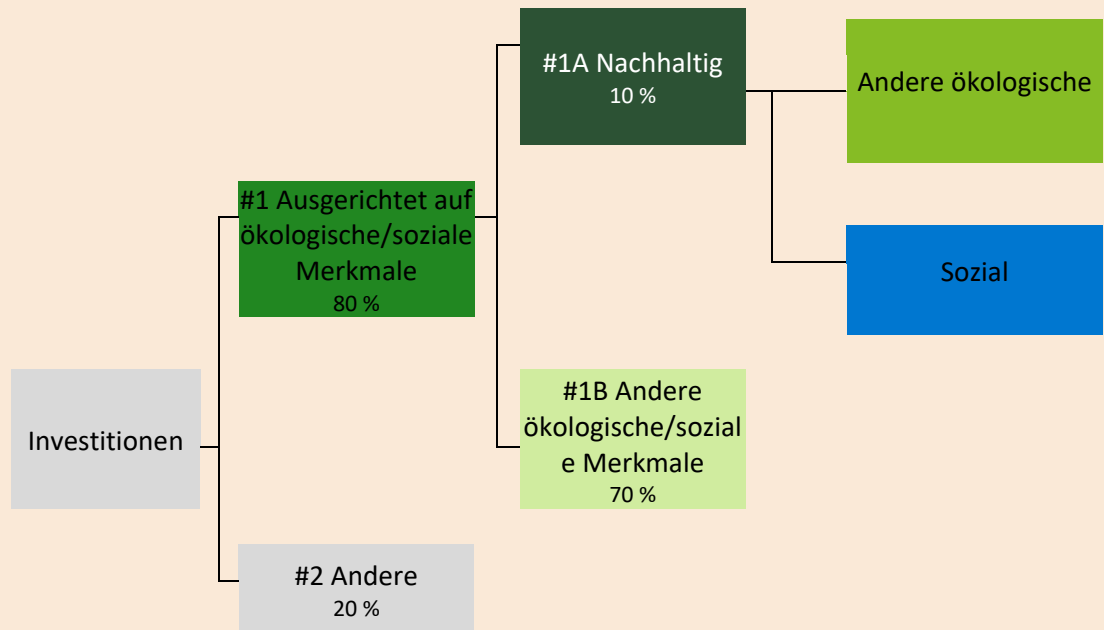 #1A Nachhaltig
10 %
Andere ökologische
#1 Ausgerichtet auf
ökologische/soziale
Merkmale
80 %
Sozial
Investitionen
#1B Andere
ökologische/sozial
e Merkmale
70 %
#2 Andere
20 %